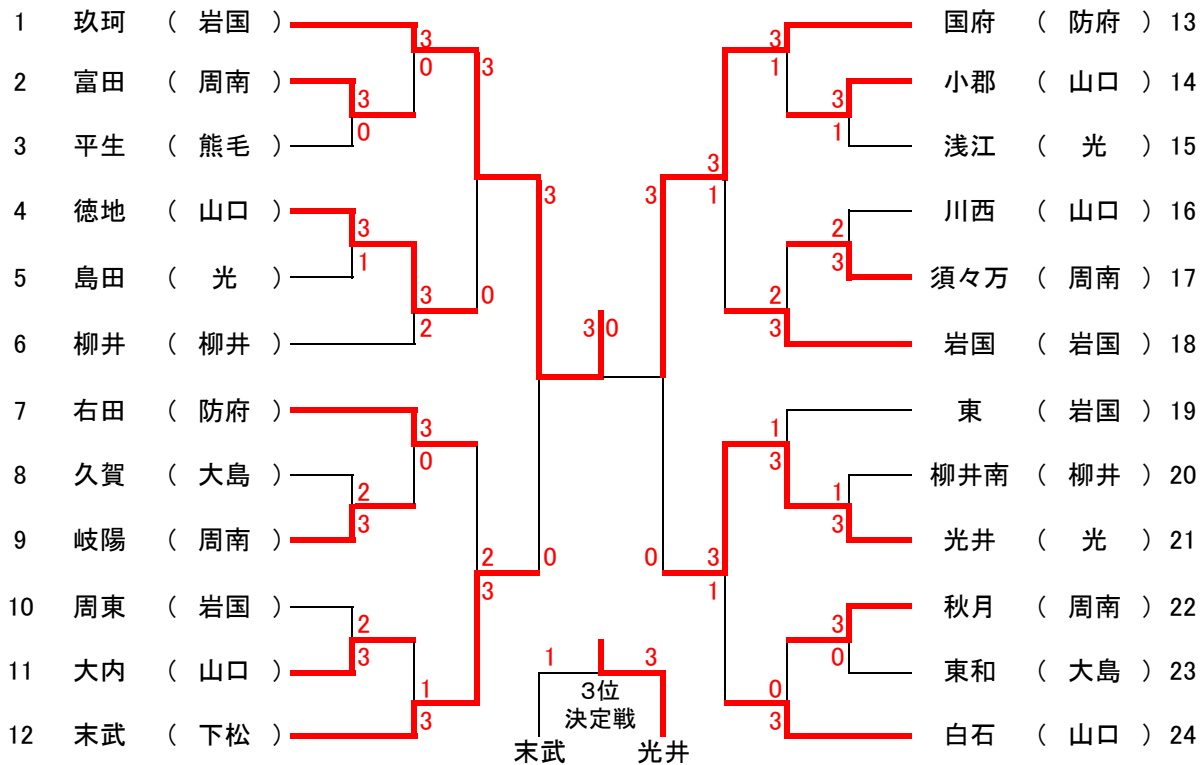 1 玖珂 ( 岩国 )
3
0
3
2 富田 ( 周南 )
3
0
3 平生 ( 熊毛 )
3
4 徳地 ( 山口 )
3
1
5 島田 ( 光 )
3
2
0
6 柳井 ( 柳井 )
7 右田 ( 防府 )
3
0
8 久賀 ( 大島 )
2
3
9 岐陽 ( 周南 )
2
3
0
10 周東 ( 岩国 )
2
3
11 大内 ( 山口 )
1
3
12 末武 ( 下松 )
3 0
1 3
3位
決定戦
末武 光井
国府 ( 防府 ) 13
3
1
小郡 ( 山口 ) 14
3
1
浅江 ( 光 ) 15
3
1
3
川西 ( 山口 ) 16
2
3
須々万 ( 周南 ) 17
2
3
岩国 ( 岩国 ) 18
東 ( 岩国 ) 19
1
3
柳井南 ( 柳井 ) 20
1
3
光井 ( 光 ) 21
0
3
1
秋月 ( 周南 ) 22
3
0
東和 ( 大島 ) 23
0
3
白石 ( 山口 ) 24